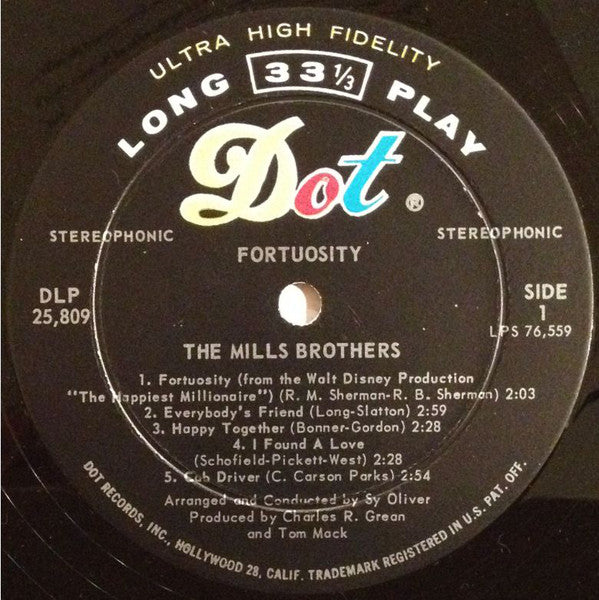 ULTRA HIGH FIDELITY
LONG 33 1/3 PLAY
Dot ®
STEREOPHONIC
STEREOPHONIC
FORTUOSITY
DLP
25,809
SIDE
1
LPS 76,559
THE MILLS BROTHERS
1. Fortuosity (from the Walt Disney Production
"The Happiest Millionaire") (R. M. Sherman-R. B. Sherman) 2:03
2. Everybody's Friend (Long-Slatton) 2:59
3. Happy Together (Bonner-Gordon) 2:28
4. I Found A Love
(Schofield-Pickett-West) 2:28
5. Cab Driver (C. Carson Parks) 2:54
Arranged and Conducted by Sy Oliver
Produced by Charles R. Grean
and Tom Mack
DOT RECORDS, INC., HOLLYWOOD 28, CALIF. TRADEMARK REGISTERED IN U.S. PAT. OFF.